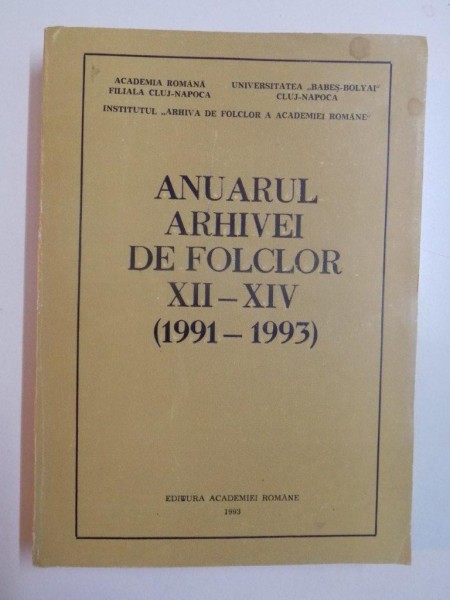 ACADEMIA ROMÂNĂ
FILIALA CLUJ-NAPOCA
UNIVERSITATEA „BABEȘ-BOLYAI"
CLUJ-NAPOCA
INSTITUTUL „ARHIVA DE FOLCLOR A ACADEMIEI ROMÂNE"
ANUARUL
ARHIVEI
DE FOLCLOR
XII – XIV
(1991 – 1993)
EDITURA ACADEMIEI ROMÂNE
1993